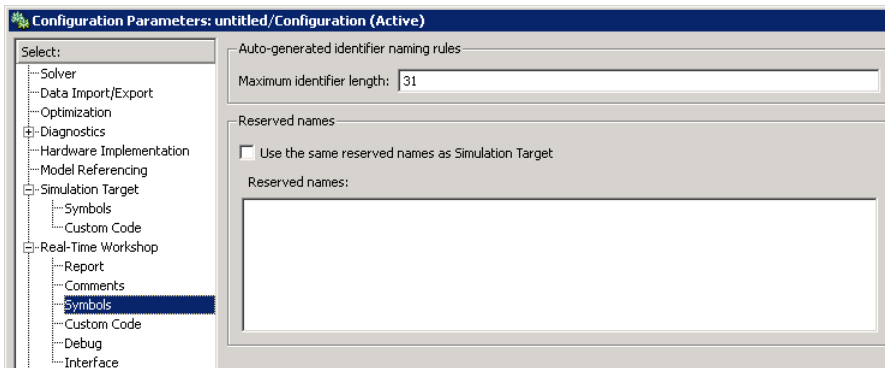 Configuration Parameters: untitled/Configuration (Active)
Select:
Solver
Data Import/Export
Optimization
Diagnostics
Hardware Implementation
Model Referencing
Simulation Target
Symbols
Custom Code
Real-Time Workshop
Report
Comments
Symbols
Custom Code
Debug
Interface
Auto-generated identifier naming rules
Maximum identifier length: 31
Reserved names
Use the same reserved names as Simulation Target
Reserved names: